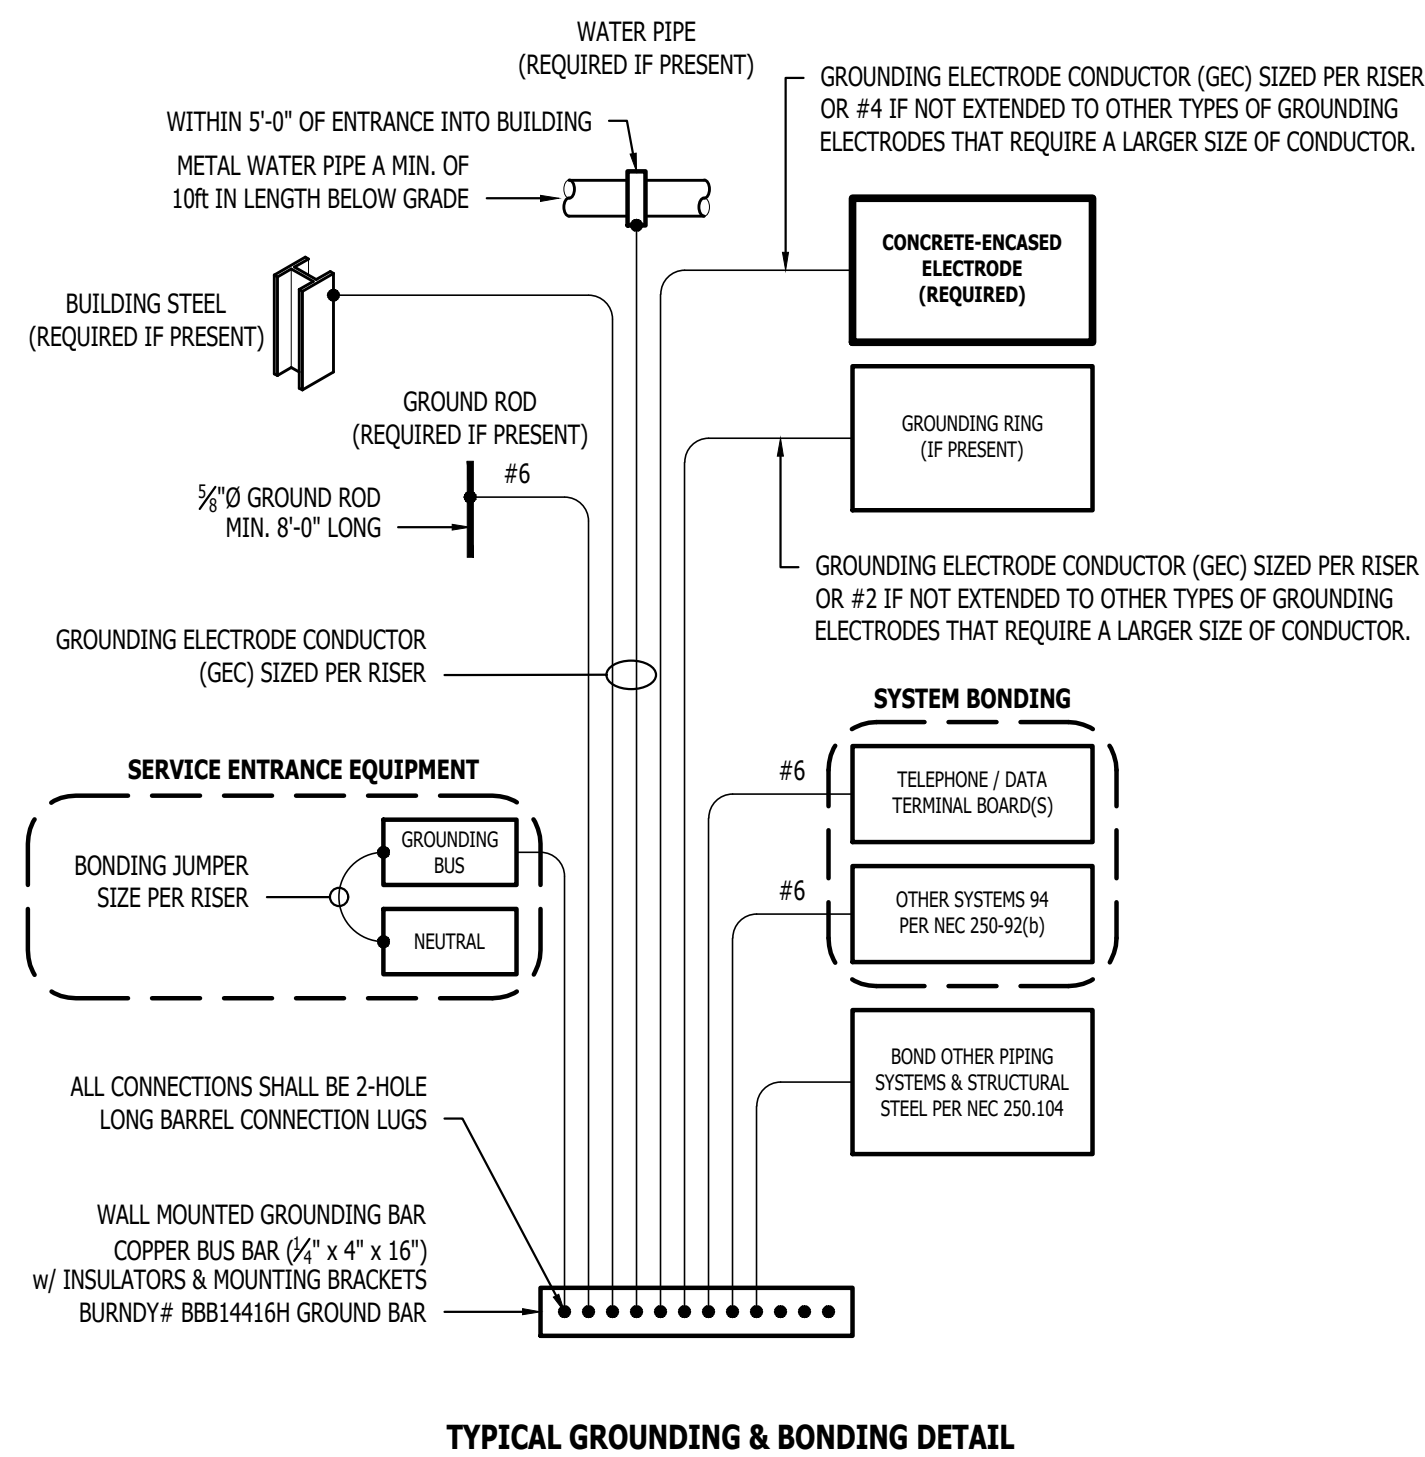 WATER PIPE
(REQUIRED IF PRESENT)
GROUNDING ELECTRODE CONDUCTOR (GEC) SIZED PER RISER
OR #4 IF NOT EXTENDED TO OTHER TYPES OF GROUNDING
ELECTRODES THAT REQUIRE A LARGER SIZE OF CONDUCTOR.
WITHIN 5'-0" OF ENTRANCE INTO BUILDING
METAL WATER PIPE A MIN. OF
10ft IN LENGTH BELOW GRADE
CONCRETE-ENCASED
ELECTRODE
(REQUIRED)
BUILDING STEEL
(REQUIRED IF PRESENT)
GROUND ROD
(REQUIRED IF PRESENT)
#6
5/8"Ø GROUND ROD
MIN. 8'-0" LONG
GROUNDING RING
(IF PRESENT)
GROUNDING ELECTRODE CONDUCTOR (GEC) SIZED PER RISER
OR #2 IF NOT EXTENDED TO OTHER TYPES OF GROUNDING
ELECTRODES THAT REQUIRE A LARGER SIZE OF CONDUCTOR.
GROUNDING ELECTRODE CONDUCTOR
(GEC) SIZED PER RISER
SYSTEM BONDING
#6
TELEPHONE / DATA
TERMINAL BOARD(S)
#6
OTHER SYSTEMS 94
PER NEC 250-92(b)
SERVICE ENTRANCE EQUIPMENT
GROUNDING
BUS
BONDING JUMPER
SIZE PER RISER
NEUTRAL
BOND OTHER PIPING
SYSTEMS & STRUCTURAL
STEEL PER NEC 250.104
ALL CONNECTIONS SHALL BE 2-HOLE
LONG BARREL CONNECTION LUGS
WALL MOUNTED GROUNDING BAR
COPPER BUS BAR (1/4" x 4" x 16")
w/ INSULATORS & MOUNTING BRACKETS
BURNDY# BBB14416H GROUND BAR
TYPICAL GROUNDING & BONDING DETAIL